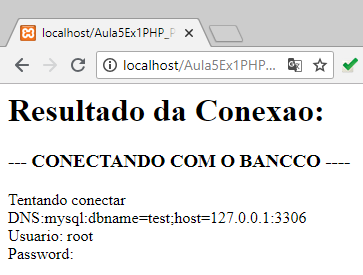 localhost/Aula5Ex1PHP_P
localhost/Aula5Ex1PHP...
Resultado da Conexao:
--- CONECTANDO COM O BANCCO ----
Tentando conectar
DNS:mysql:dbname=test;host=127.0.0.1:3306
Usuario: root
Password: